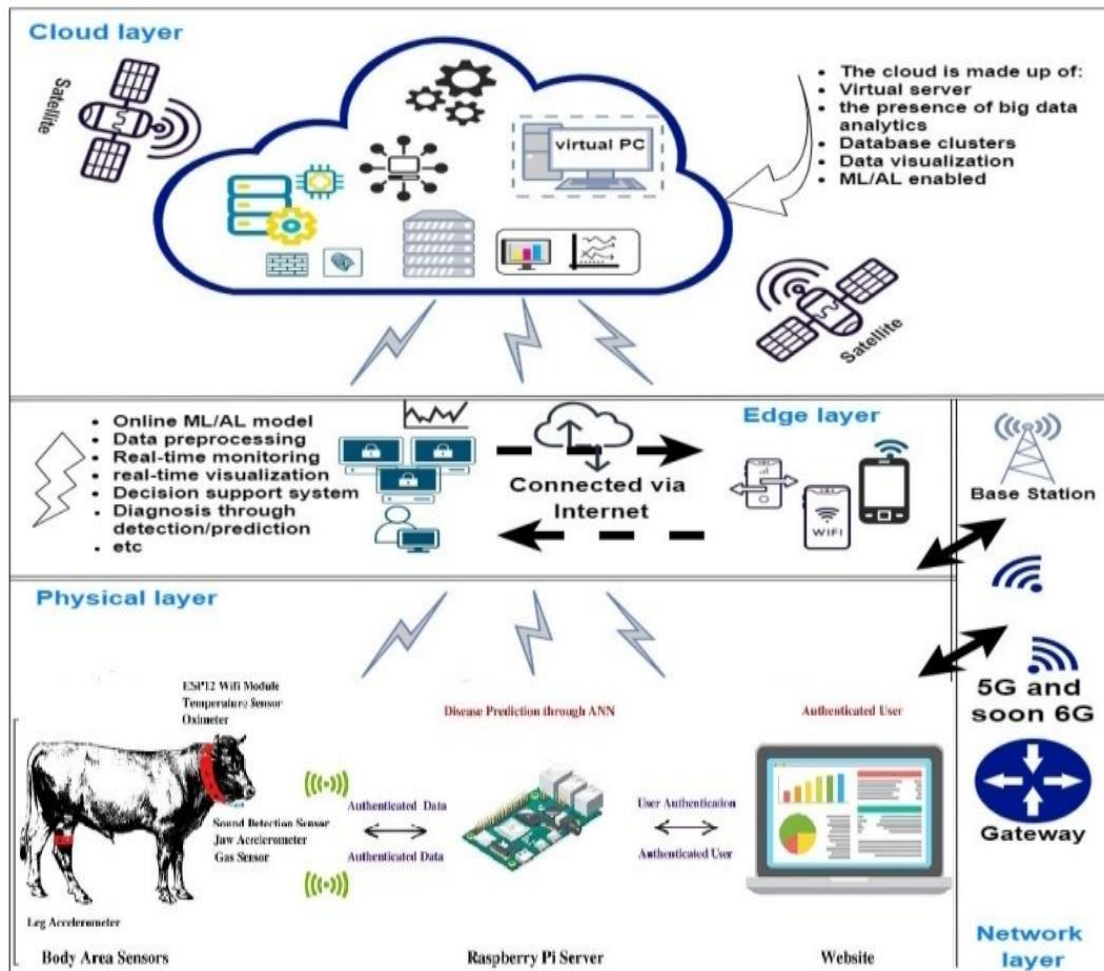 Cloud layer
Satellite
virtual PC
• The cloud is made up of:
• Virtual server
• the presence of big data
analytics
• Database clusters
• Data visualization
• ML/AL enabled
Satellite
• Online ML/AL model
• Data preprocessing
• Real-time monitoring
• real-time visualization
• Decision support system
• Diagnosis through
detection/prediction
• etc
Connected via
Internet
Edge layer
WIFI
Base Station
Physical layer
ESP12 Wifi Module
Temperature Sensor
Oximeter
Sound Detection Sensor
Jaw Accelerometer
Gas Sensor
Leg Accelerometer
Body Area Sensors
Authenticated Data
Authenticated Data
Disease Prediction through ANN
Raspberry Pi Server
User Authentication
Authenticated User
Authenticated User
Website
5G and
soon 6G
Gateway
Network
layer